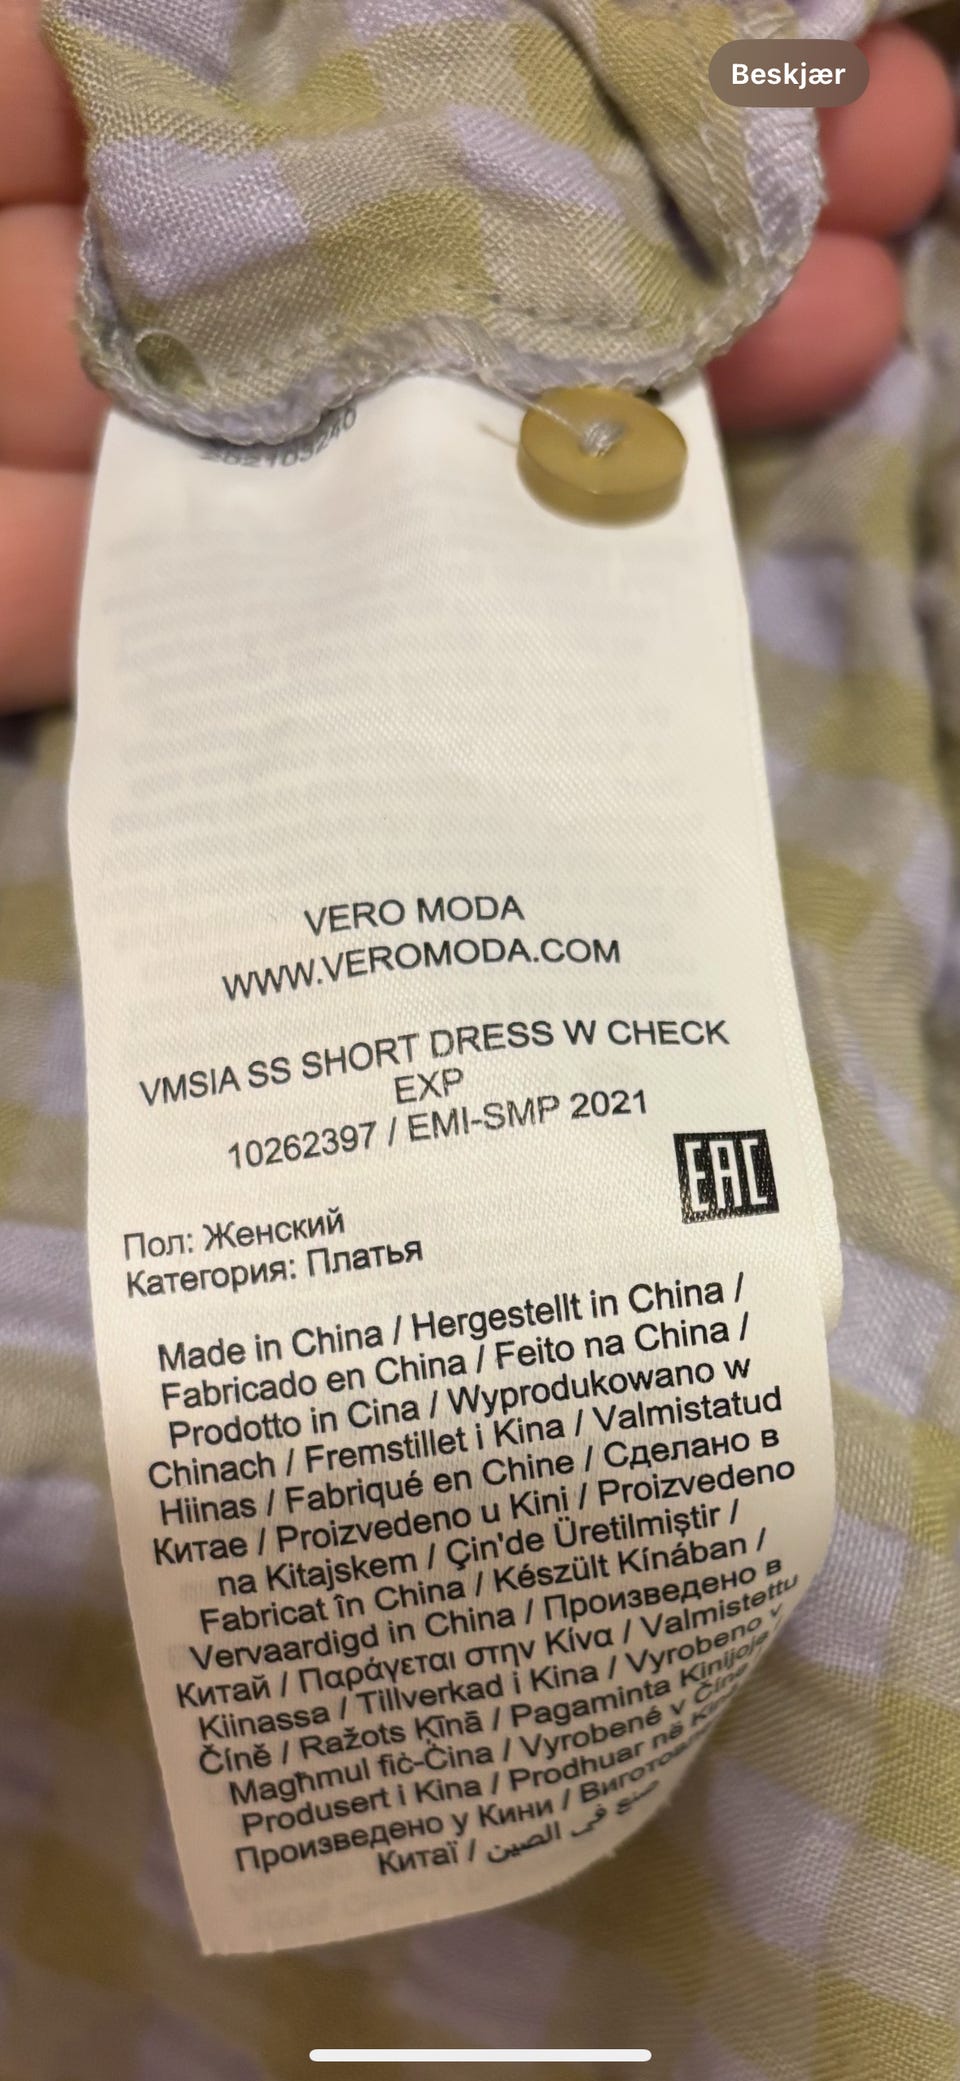 Beskjær
VERO MODA
WWW.VEROMODA.COM
VMSIA SS SHORT DRESS W CHECK
EXP
10262397 / EMI-SMP 2021
EAC
Пол: Женский
Категория: Платья
Made in China / Hergestellt in China /
Fabricado en China / Feito na China /
Prodotto in Cina / Wyprodukowano w
Chinach / Fremstillet i Kina / Valmistatud
Hiinas / Fabriqué en Chine / Сделано в
Китае / Proizvedeno u Kini / Proizvedeno
na Kitajskem / Çin'de Üretilmiştir /
Fabricat în China / Készült Kínában /
Vervaardigd in China / Произведено в
Китай / Παράγεται στην Κίνα / Valmistettu
Kiinassa / Tillverkad i Kina / Vyrobeno v
Číně / Ražots Ķīnā / Pagaminta Kinijoje /
Magħmul fiċ-Ċina / Vyrobené v Číne
Produsert i Kina / Prodhuar në
Произведено у Кини /
Китаї / صنع في الصين